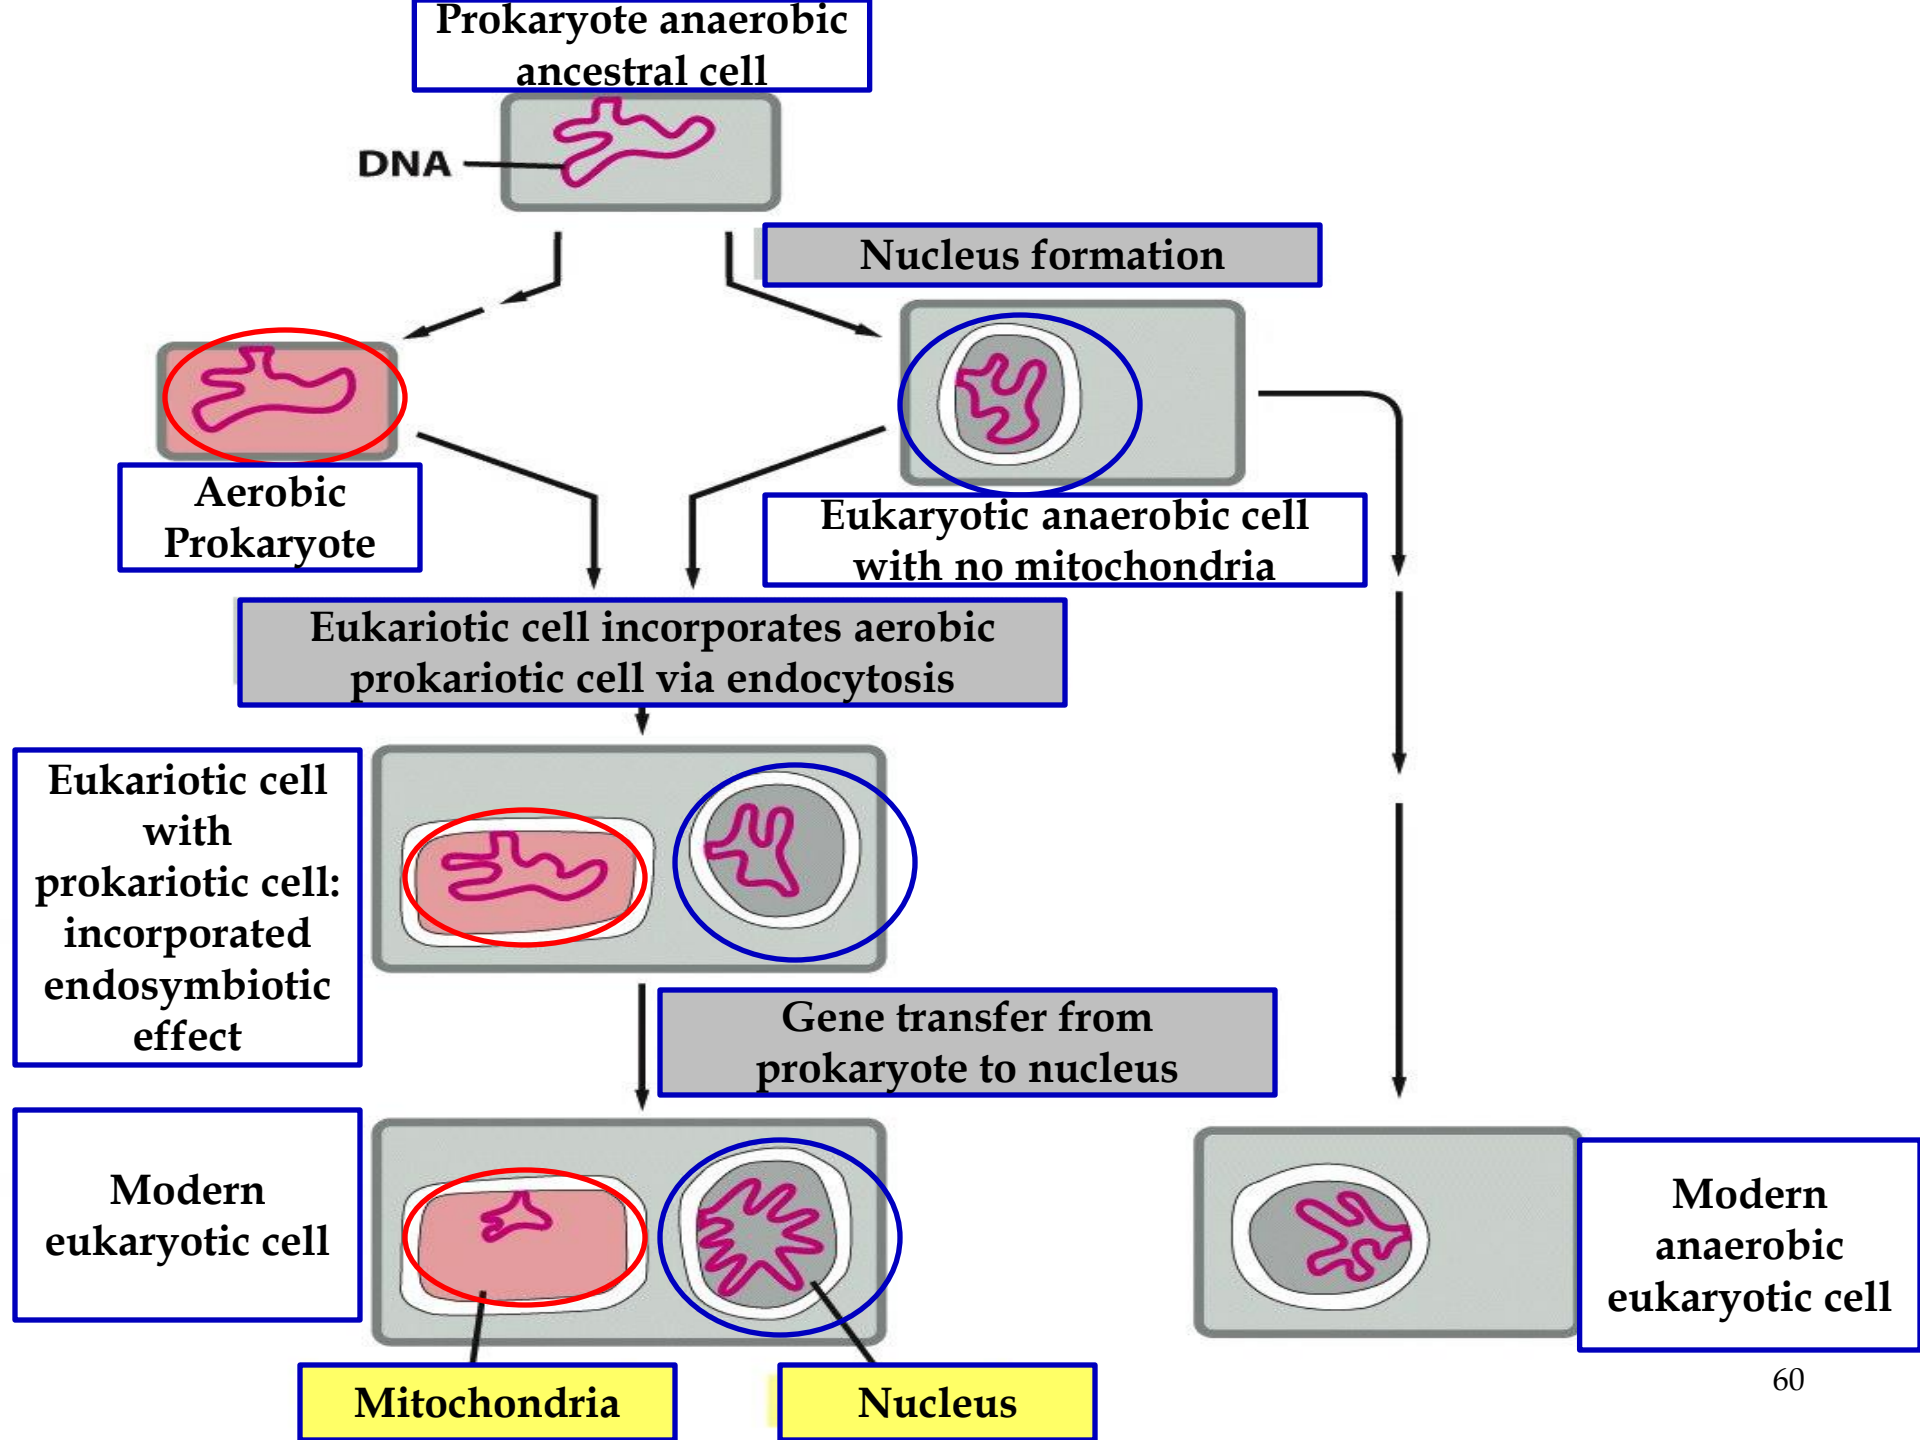 Prokaryote anaerobic
ancestral cell
DNA
Nucleus formation
Aerobic
Prokaryote
Eukaryotic anaerobic cell
with no mitochondria
Eukariotic cell incorporates aerobic
prokariotic cell via endocytosis
Eukariotic cell
with
prokariotic cell:
incorporated
endosymbiotic
effect
Gene transfer from
prokaryote to nucleus
Modern
eukaryotic cell
Modern
anaerobic
eukaryotic cell
Mitochondria
Nucleus
60